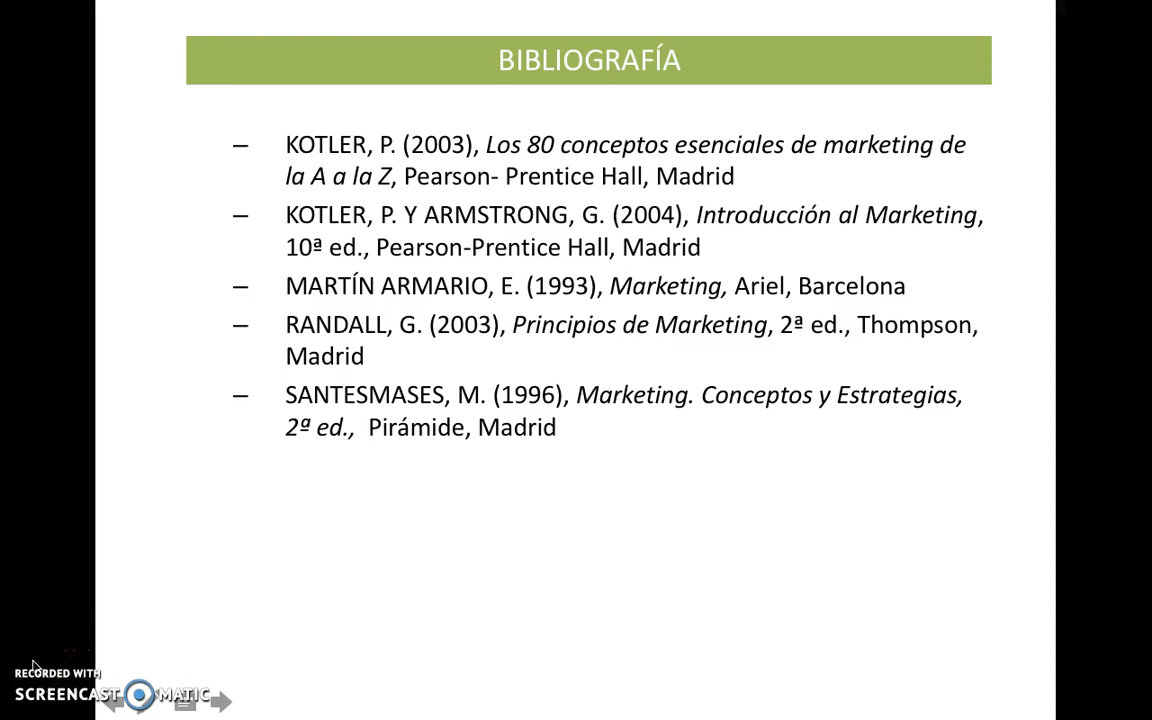 BIBLIOGRAFÍA
– KOTLER, P. (2003), Los 80 conceptos esenciales de marketing de
la A a la Z, Pearson- Prentice Hall, Madrid
– KOTLER, P. Y ARMSTRONG, G. (2004), Introducción al Marketing,
10ª ed., Pearson-Prentice Hall, Madrid
– MARTÍN ARMARIO, E. (1993), Marketing, Ariel, Barcelona
– RANDALL, G. (2003), Principios de Marketing, 2ª ed., Thompson,
Madrid
– SANTESMASES, M. (1996), Marketing. Conceptos y Estrategias,
2ª ed., Pirámide, Madrid
RECORDED WITH
SCREENCAST MATIC